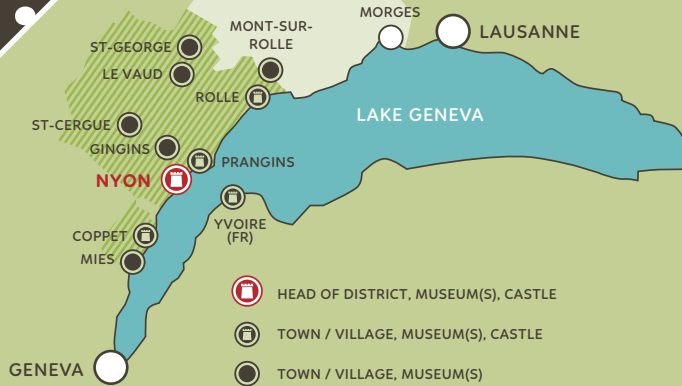 MORGES
LAUSANNE
MONT-SUR-
ROLLE
ST-GEORGE
LE VAUD
ROLLE
LAKE GENEVA
ST-CERGUE
GINGINS
PRANGINS
NYON
YVOIRE
(FR)
COPPET
MIES
HEAD OF DISTRICT, MUSEUM(S), CASTLE
TOWN / VILLAGE, MUSEUM(S), CASTLE
TOWN / VILLAGE, MUSEUM(S)
GENEVA